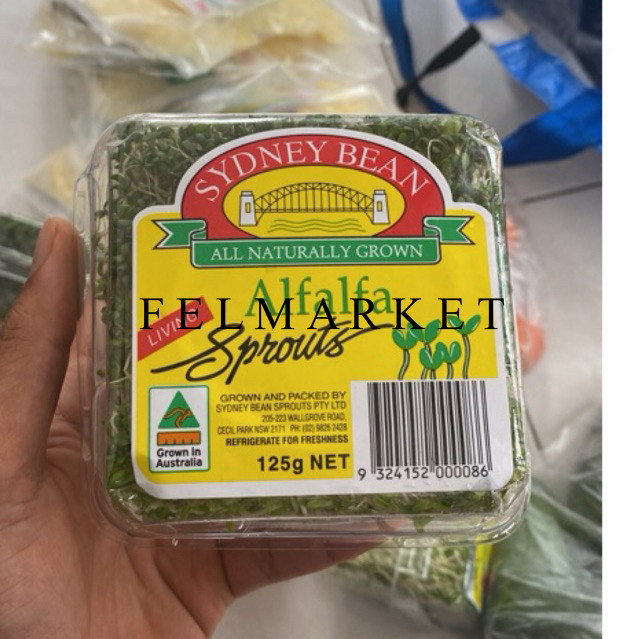 SYDNEY BEAN
ALL NATURALLY GROWN
Alfalfa
FELMARKET
LIVING
Sprouts
GROWN AND PACKED BY
SYDNEY BEAN SPROUTS PTY LTD
205-223 WALLGROVE ROAD,
CECIL PARK NSW 2171 PH: (02) 9826 2428
REFRIGERATE FOR FRESHNESS
125g NET
Grown in
Australia
9 324152 000086